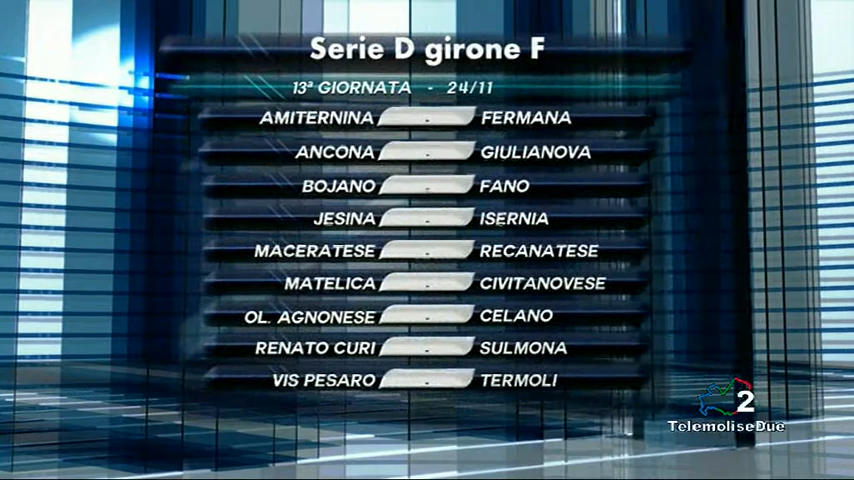 Serie D girone F
13ª GIORNATA - 24/11
AMITERNINA - FERMANA
ANCONA - GIULIANOVA
BOJANO - FANO
JESINA - ISERNIA
MACERATESE - RECANATESE
MATELICA - CIVITANOVESE
OL. AGNONESE - CELANO
RENATO CURI - SULMONA
VIS PESARO - TERMOLI
2
TelemoliseDue